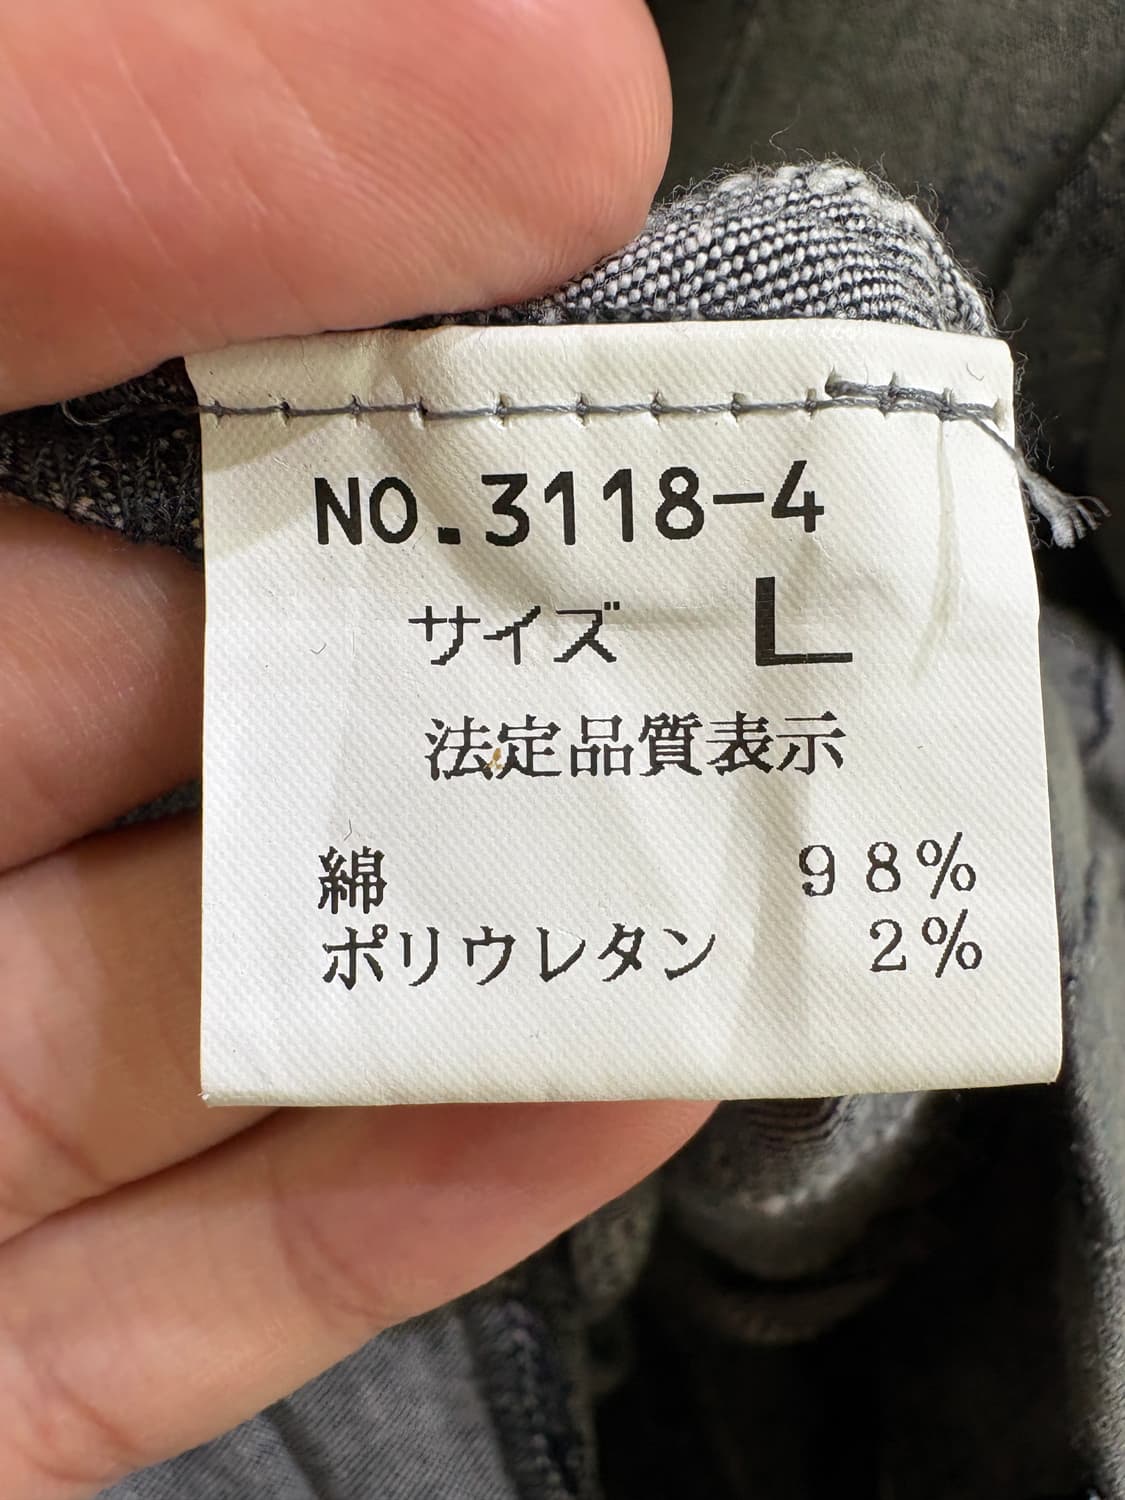 NO.3118-4
サイズ L
法定品質表示
綿 98%
ポリウレタン 2%